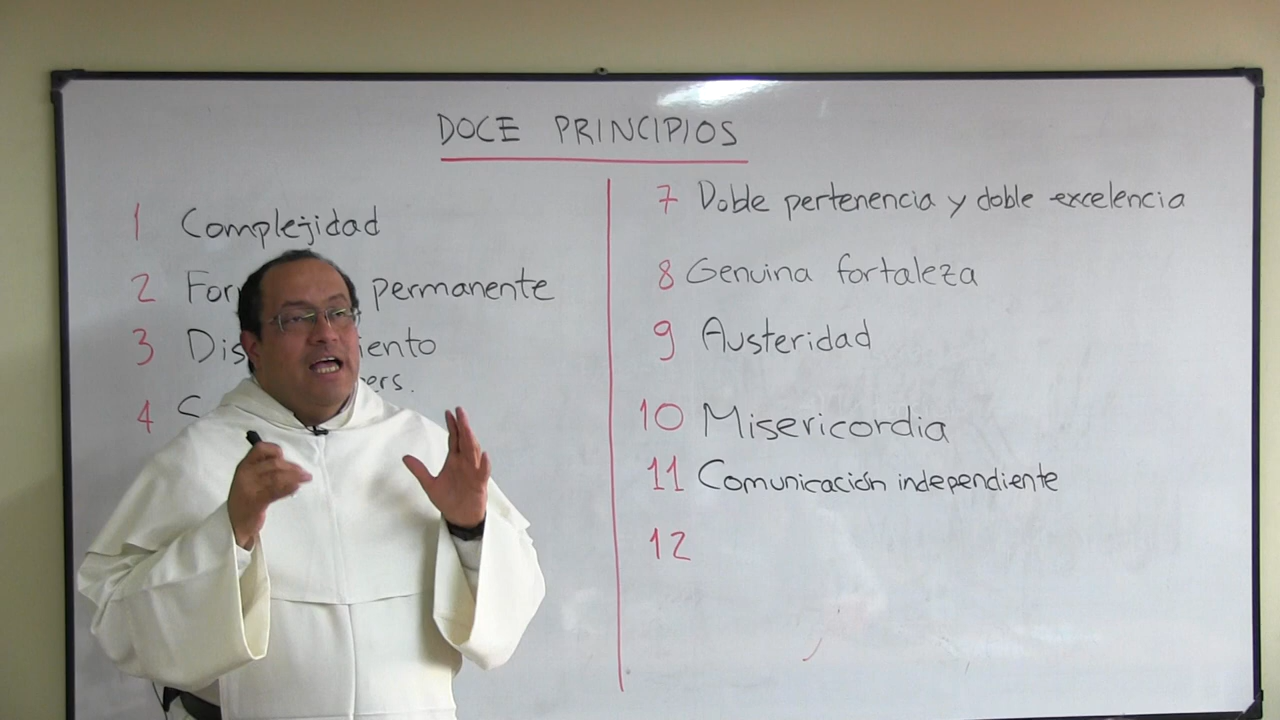 DOCE PRINCIPIOS
1 Complejidad
2 For permanente
3 Dis iento
ers.
4 C
7 Doble pertenencia y doble excelencia
8 Genuina fortaleza
9 Austeridad
10 Misericordia
11 Comunicación independiente
12